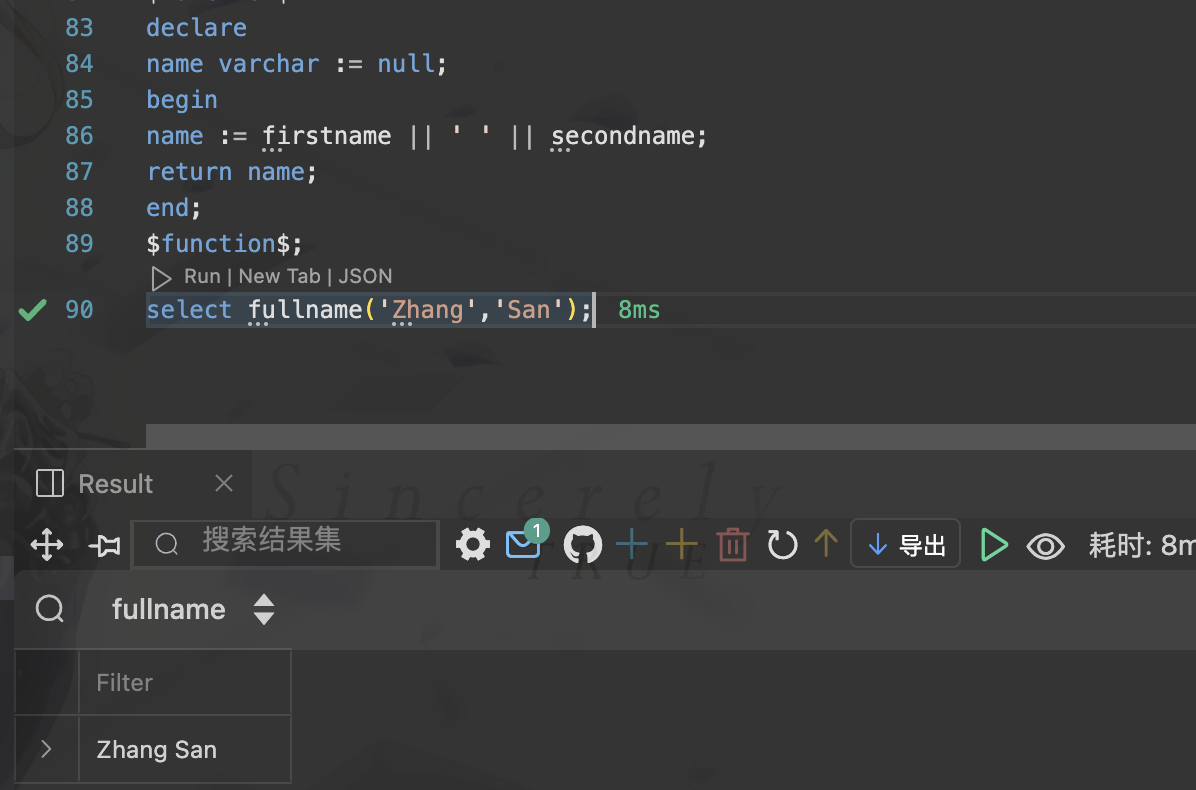 83 declare
84 name varchar := null;
85 begin
86 name := firstname || ' ' || secondname;
87 return name;
88 end;
89 $function$;
Run | New Tab | JSON
90 select fullname('Zhang','San'); 8ms
Sincerely
Result
搜索结果集 1 导出 耗时: 8m
TRUE
fullname
Filter
Zhang San